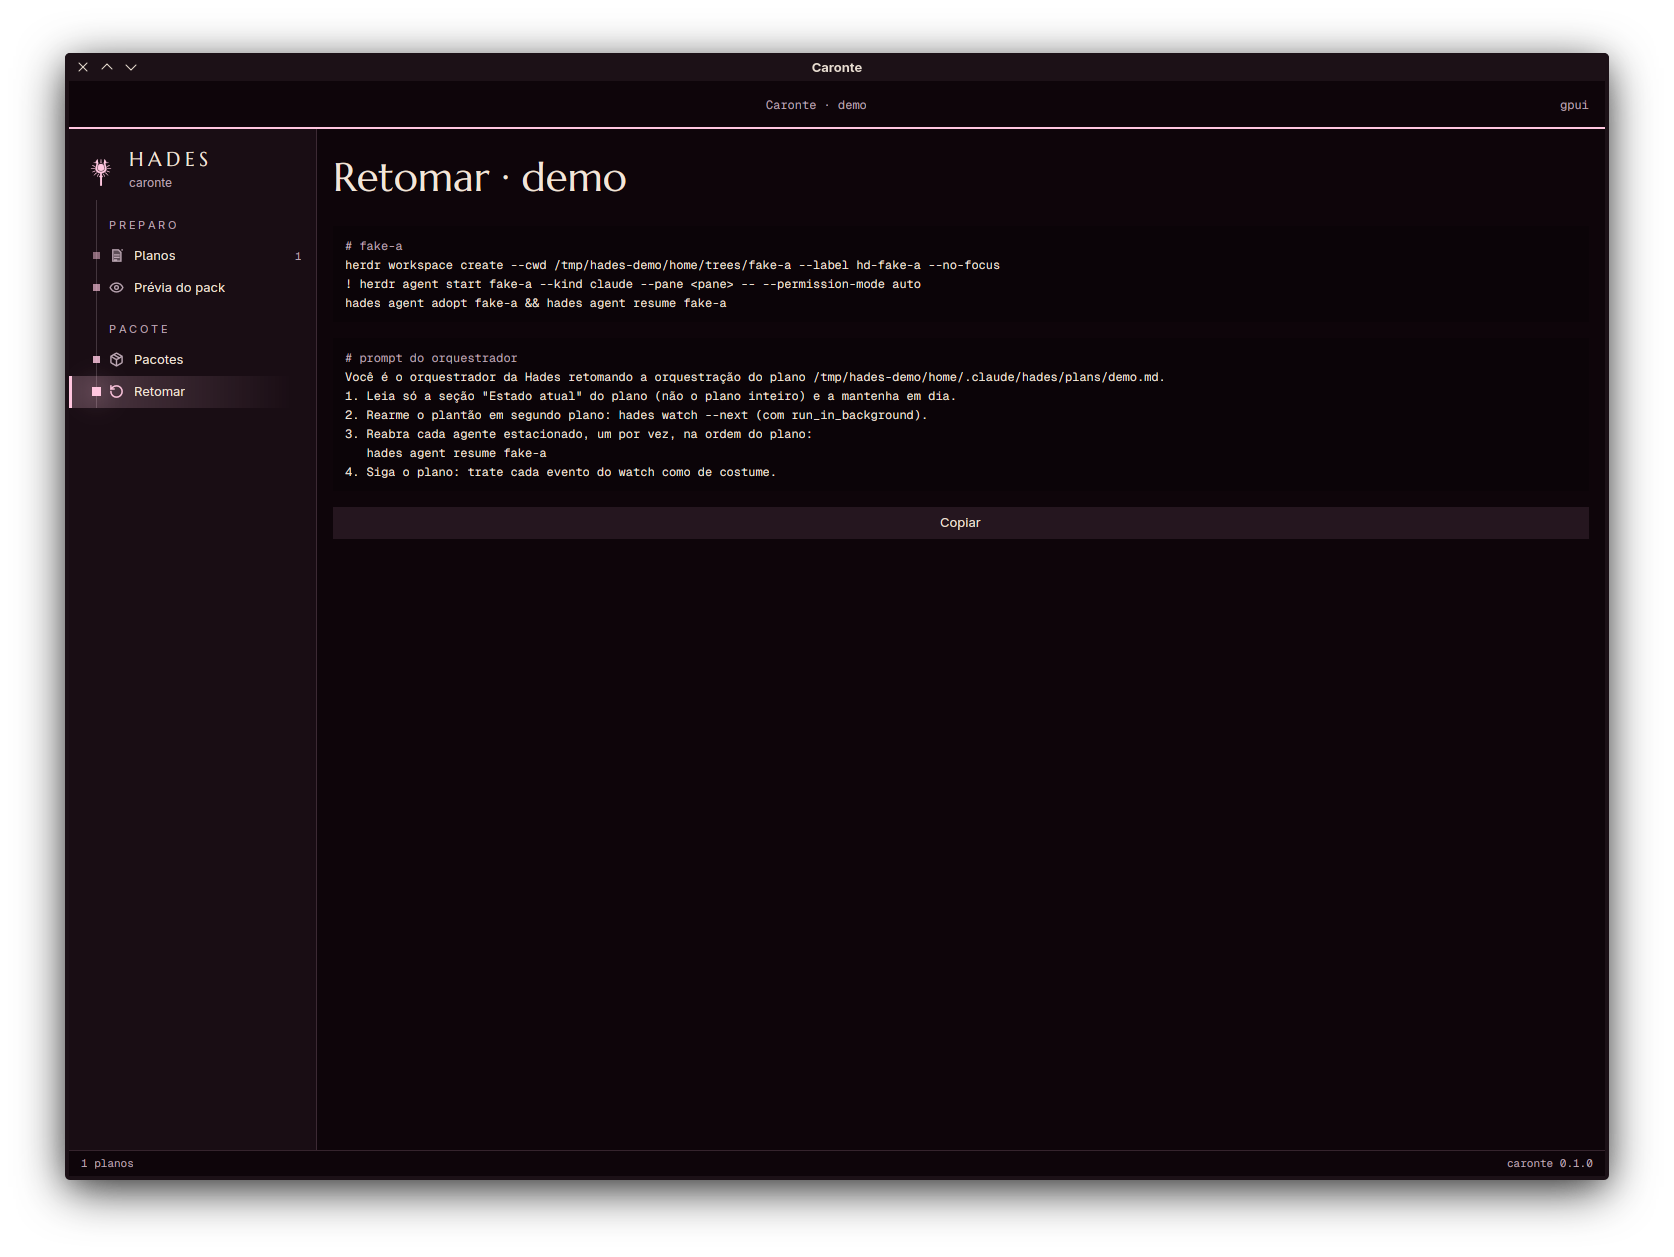 Caronte
Caronte · demo
gpui
HADES
caronte
PREPARO
Planos 1
Prévia do pack
PACOTE
Pacotes
Retomar
Retomar · demo
# fake-a
herdr workspace create --cwd /tmp/hades-demo/home/trees/fake-a --label hd-fake-a --no-focus
! herdr agent start fake-a --kind claude --pane <pane> -- --permission-mode auto
hades agent adopt fake-a && hades agent resume fake-a
# prompt do orquestrador
Você é o orquestrador da Hades retomando a orquestração do plano /tmp/hades-demo/home/.claude/hades/plans/demo.md.
1. Leia só a seção "Estado atual" do plano (não o plano inteiro) e a mantenha em dia.
2. Rearme o plantão em segundo plano: hades watch --next (com run_in_background).
3. Reabra cada agente estacionado, um por vez, na ordem do plano:
hades agent resume fake-a
4. Siga o plano: trate cada evento do watch como de costume.
Copiar
1 planos
caronte 0.1.0